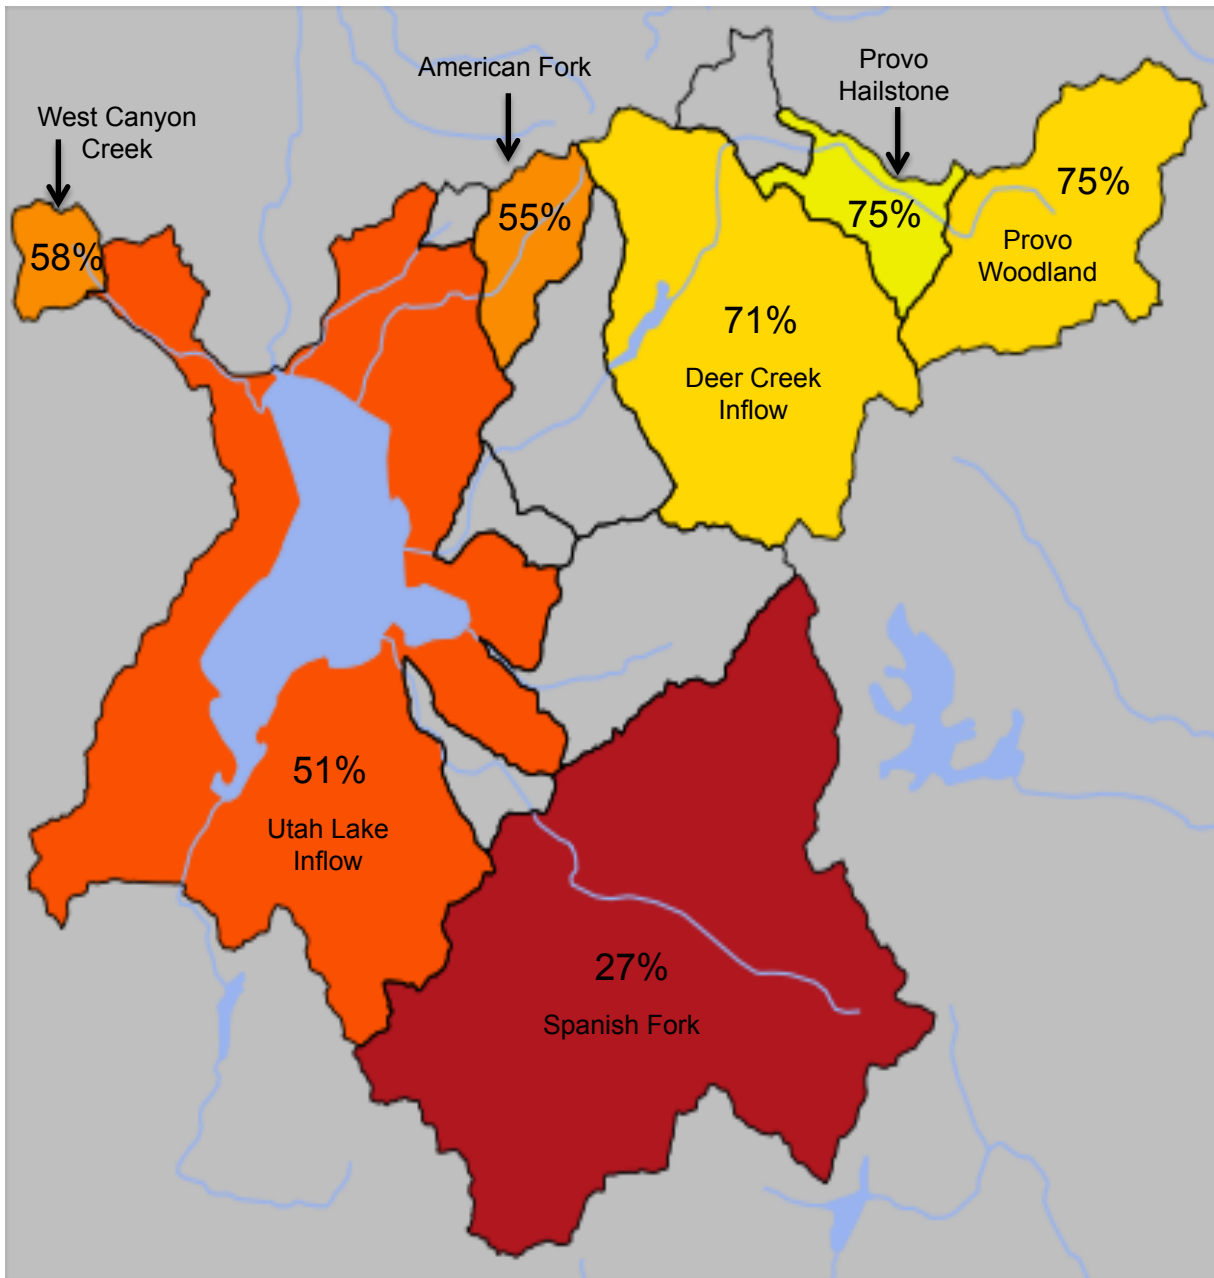 American Fork
Provo
Hailstone
West Canyon
Creek
75%
55%
75%
58%
Provo
Woodland
71%
Deer Creek
Inflow
51%
Utah Lake
Inflow
27%
Spanish Fork